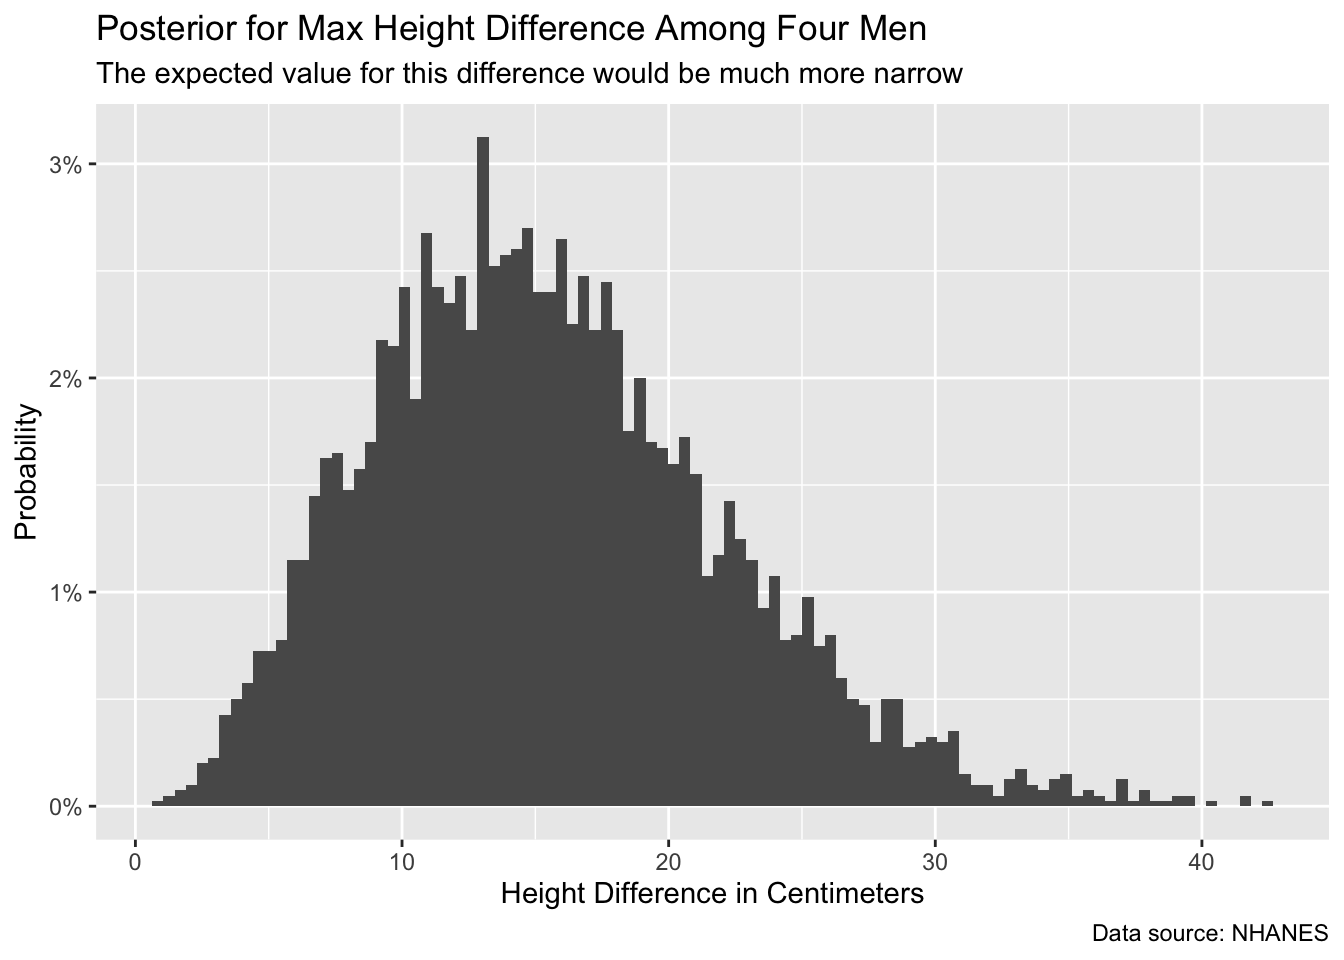 Posterior for Max Height Difference Among Four Men
The expected value for this difference would be much more narrow
3%
2%
1%
0%
Probability
0 10 20 30 40
Height Difference in Centimeters
Data source: NHANES